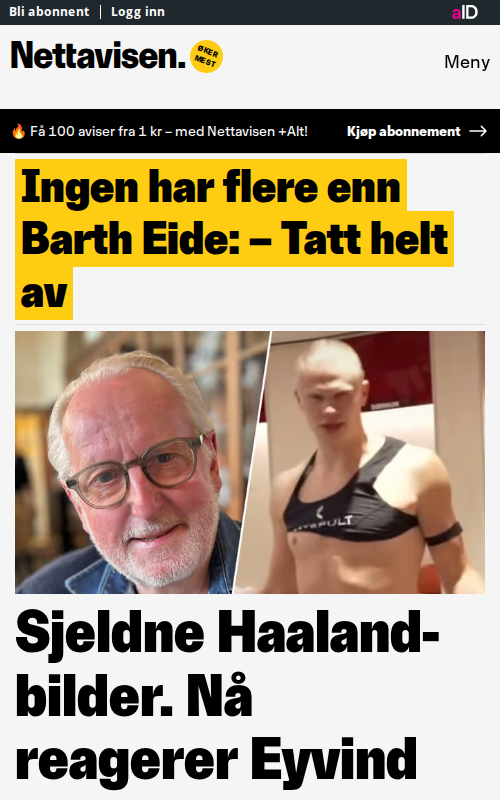 Bli abonnent | Logg inn
aID
Nettavisen.
ØKER
MEST
Meny
🔥 Få 100 aviser fra 1 kr – med Nettavisen +Alt!
Kjøp abonnement →
Ingen har flere enn
Barth Eide: – Tatt helt
av
CATAPULT
Sjeldne Haaland-
bilder. Nå
reagerer Eyvind